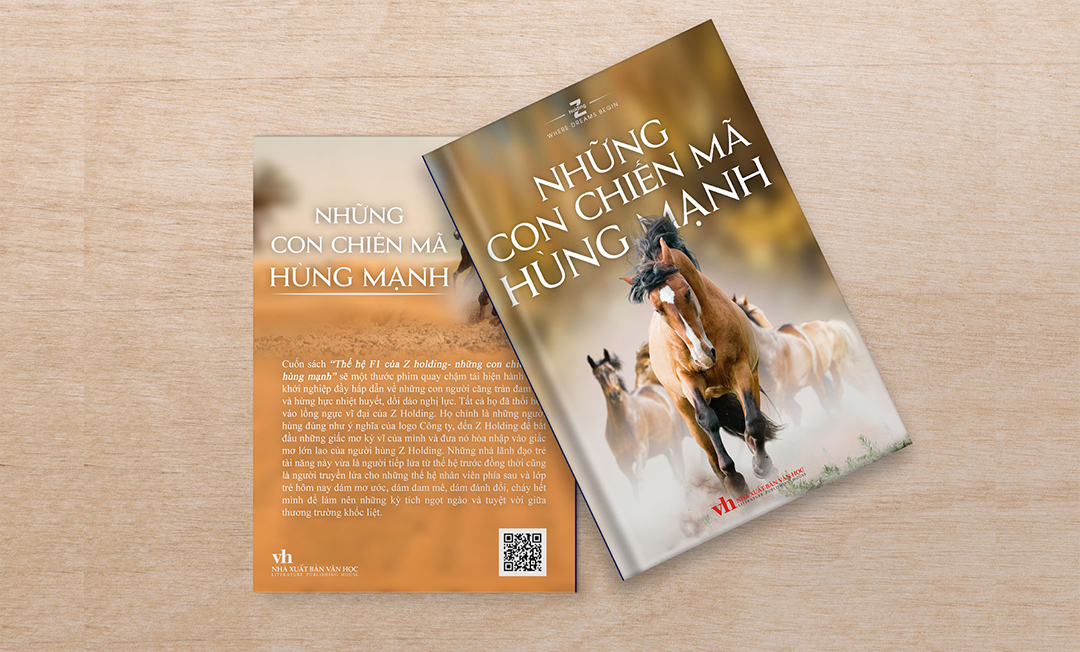 NHỮNG
CON CHIẾN MÃ
HÙNG MẠNH
Cuốn sách “Thế hệ F1 của Z holding- những con
hùng mạnh” sẽ một thước phim quay chậm tái hiện hành
khởi nghiệp đầy hấp dẫn về những con người căng tràn đam
và hừng hực nhiệt huyết, dồi dào nghị lực. Tất cả họ đã thổi
vào lồng ngực vĩ đại của Z Holding. Họ chính là những người
hùng đúng như ý nghĩa của logo Công ty, đến Z Holding để bắt
đầu những giấc mơ kỳ vĩ của mình và đưa nó hòa nhập vào giấc
mơ lớn lao của người hùng Z Holding. Những nhà lãnh đạo trẻ
tài năng này vừa là người tiếp lửa từ thế hệ trước đồng thời cũng
là người truyền lửa cho những thế hệ nhân viên phía sau và lớp
trẻ hôm nay dám mơ ước, dám đam mê, dám đánh đổi, cháy hết
mình để làm nên những kỳ tích ngọt ngào và tuyệt vời giữa
thương trường khốc liệt.
vh
NHÀ XUẤT BẢN VĂN HỌC
LITERATURE PUBLISHING HOUSE
Z
Holding
WHERE DREAMS BEGIN
NHỮNG
CON CHIẾN MÃ
HÙNG MẠNH
vh NHÀ XUẤT BẢN VĂN HỌC
LITERATURE PUBLISHING HOUSE